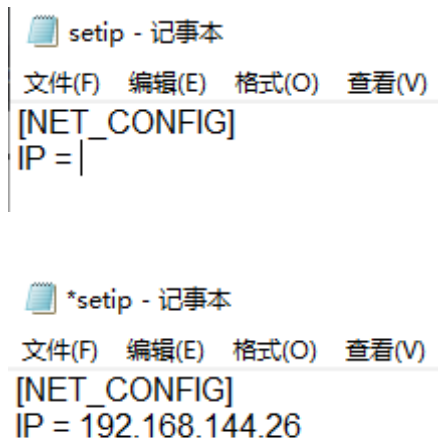 setip - 记事本
文件(F) 编辑(E) 格式(O) 查看(V)
[NET_CONFIG]
IP =
*setip - 记事本
文件(F) 编辑(E) 格式(O) 查看(V)
[NET_CONFIG]
IP = 192.168.144.26